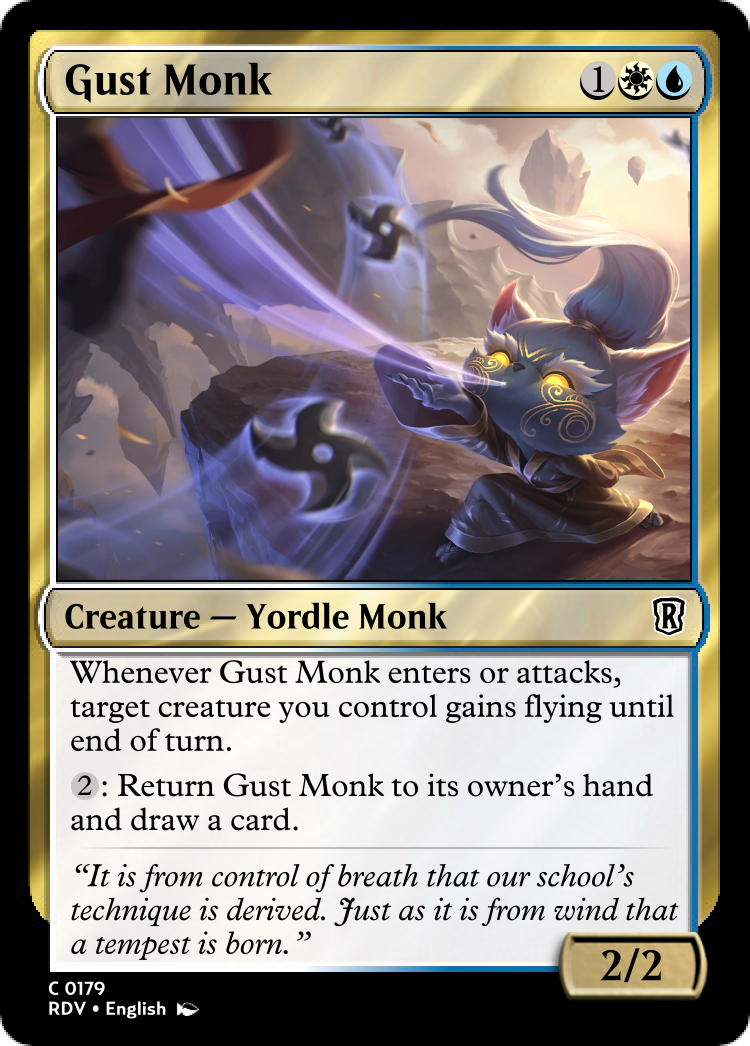 Gust Monk 1
Creature — Yordle Monk R
Whenever Gust Monk enters or attacks,
target creature you control gains flying until
end of turn.
2: Return Gust Monk to its owner's hand
and draw a card.
“It is from control of breath that our school's
technique is derived. Just as it is from wind that
a tempest is born.”
2/2
C 0179
RDV • English